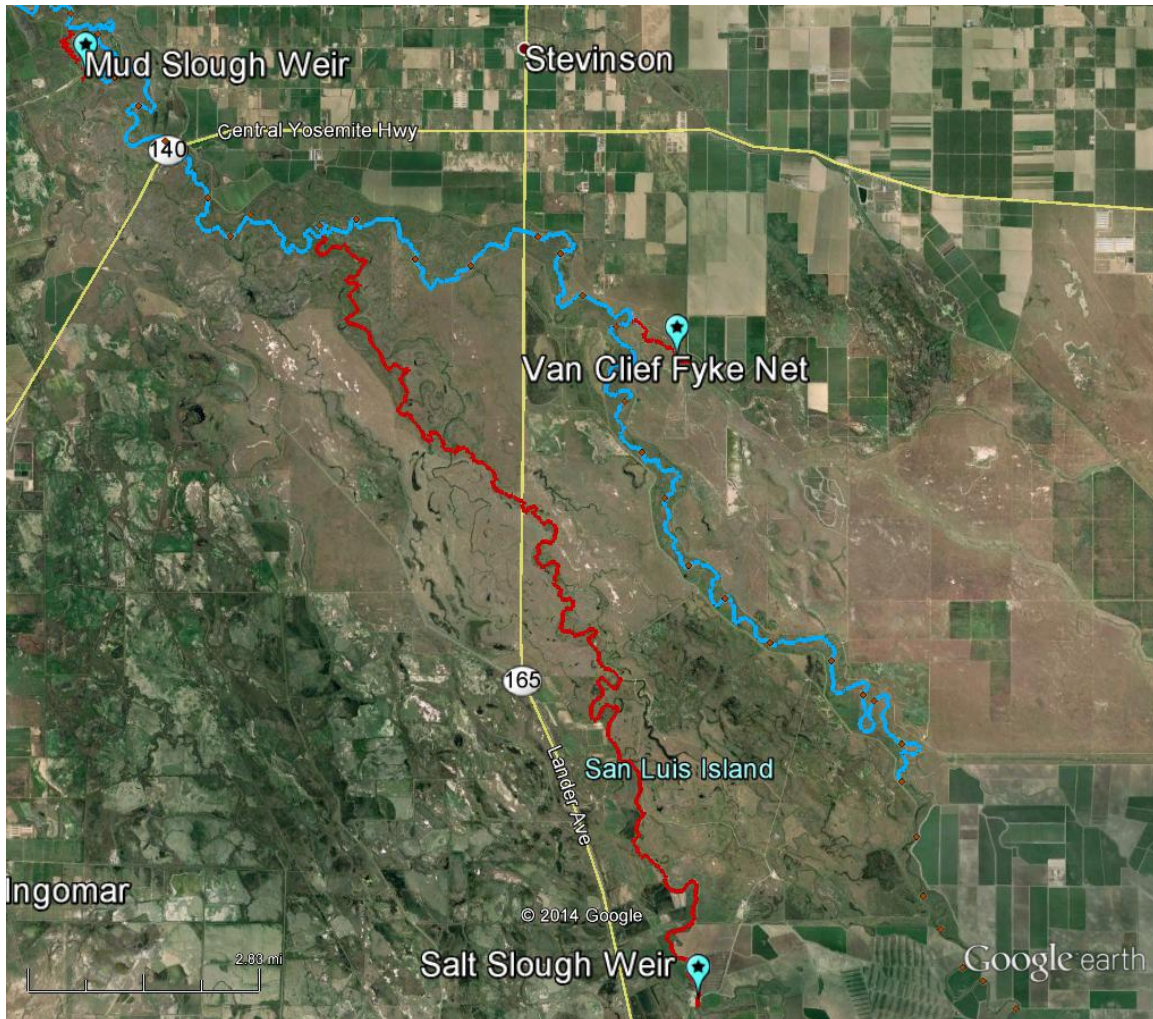 Mud Slough Weir
Stevinson
Central Yosemite Hwy
140
Van Clief Fyke Net
165
San Luis Island
Lander Ave
Ingomar
© 2014 Google
2.83 mi
Salt Slough Weir
Google earth